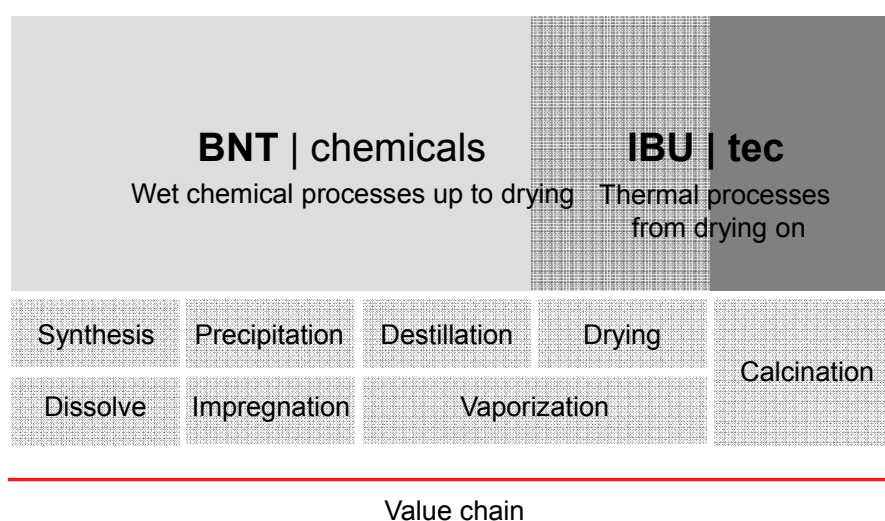 BNT | chemicals
Wet chemical processes up to drying
IBU | tec
Thermal processes
from drying on
Synthesis
Precipitation
Destillation
Drying
Calcination
Dissolve
Impregnation
Vaporization
Value chain